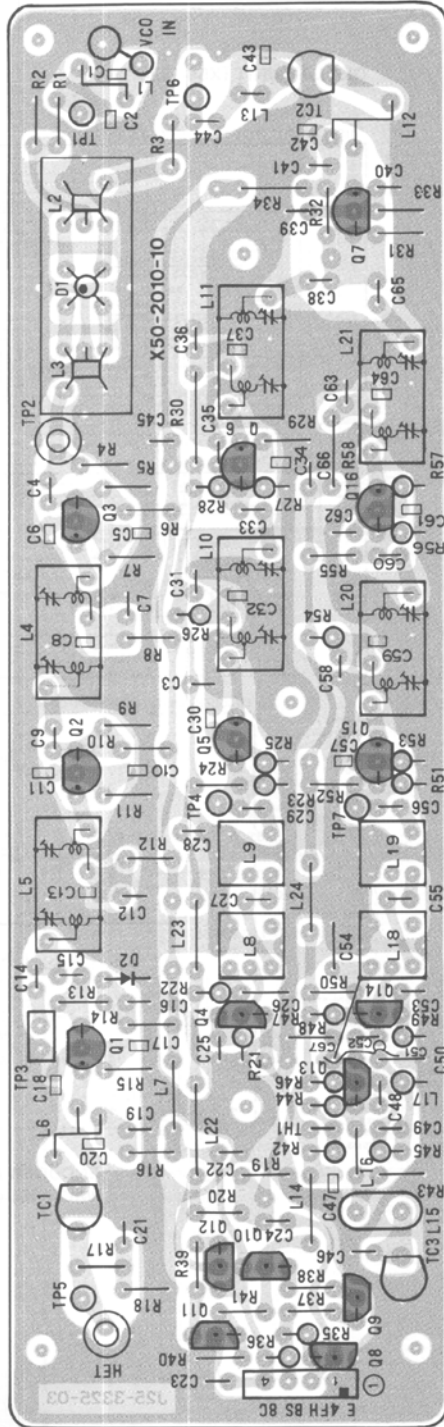 VCO IN
R2
R1
C1
L1
TP1
C2
TP6
C43
TC2
L13
C44
R3
C42
L12
C41
C40
R33
R34
C39
R32
Q7
R31
L2
D1
L3
X50-2010-10
L11
C37
C36
C38
C65
L21
C64
TP2
C45
R30
C35
Q6
R29
C63
R58
R4
R5
C4
Q3
C6
C5
R6
R28
R27
C34
C33
C66
Q16
R57
C61
R56
C62
R55
C60
R7
L4
C8
C7
R8
C31
R26
L10
C32
R54
C58
L20
C59
C3
R9
C9
Q2
R10
C30
Q5
R25
R24
Q15
C57
R53
R51
C11
C10
R11
TP4
R23
C29
R52
TP7
C56
L5
C13
R12
C28
L9
L19
C12
C27
L24
C55
L23
L8
C54
L18
C14
C15
D2
R13
R22
C16
R14
Q4
C26
R47
R50
Q14
C53
R49
TP3
Q1
C17
C25
R21
R48
C67
C52
C51
C50
C18
R15
L7
R46
Q13
R44
C48
L17
L6
C19
C20
R16
L22
C22
R19
TH1
C49
R42
R45
L16
TC1
R20
L14
C47
R43
C21
R17
Q12
Q10
C24
L15
TP5
R18
R39
R41
R38
R37
C46
TC3
HET
Q11
R36
R35
Q9
R40
Q8
C23
4
1
1
E 4FH BS 8C
J25-3325-03